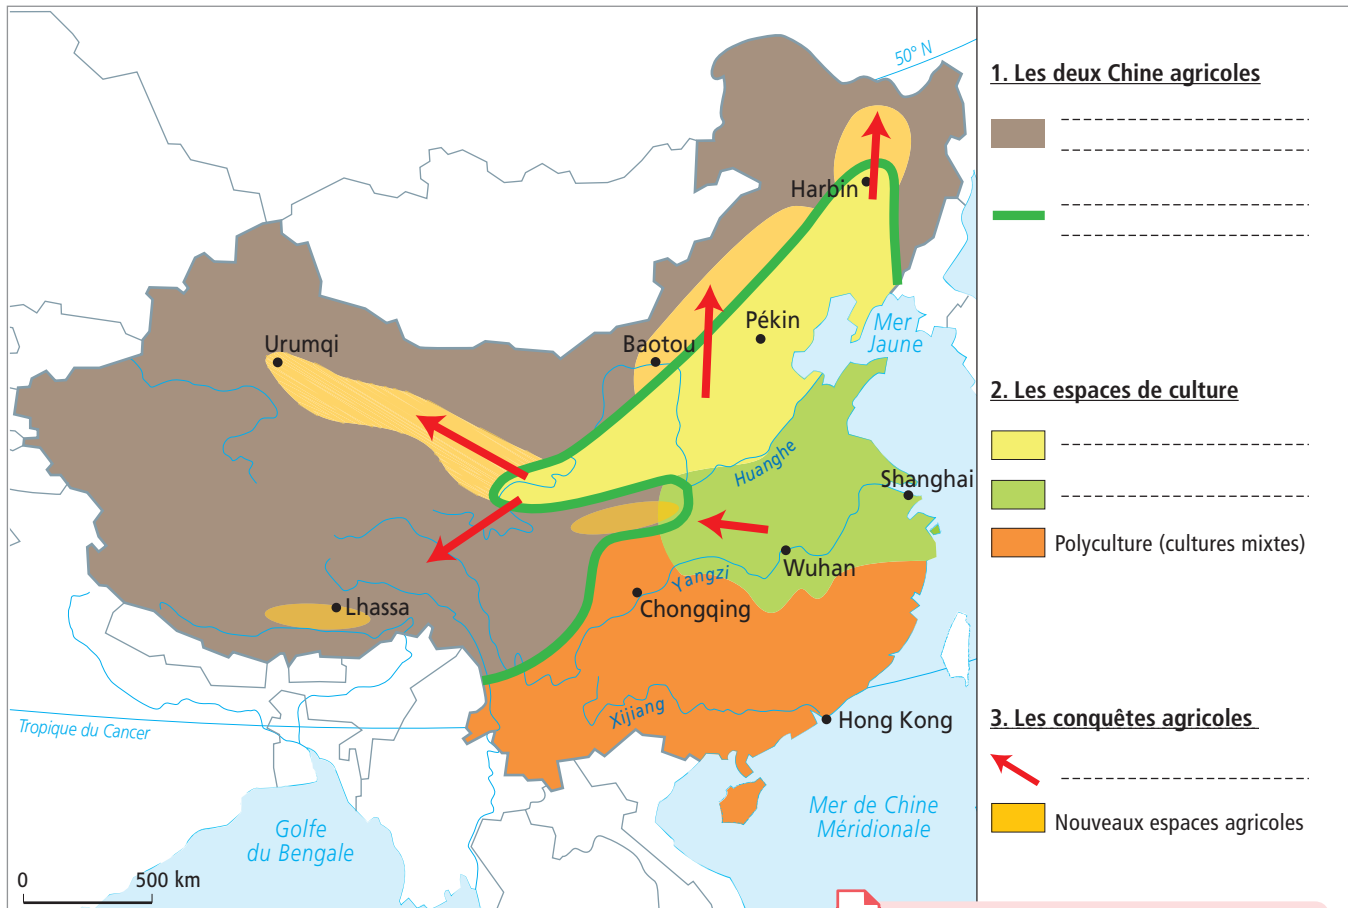 50° N
Harbin
Pékin
Mer
Jaune
Urumqi
Baotou
Huanghe
Shanghai
Wuhan
Yangzi
Chongqing
Lhassa
Xijiang
Hong Kong
Tropique du Cancer
Mer de Chine
Méridionale
Golfe
du Bengale
0 500 km
1. Les deux Chine agricoles
2. Les espaces de culture
Polyculture (cultures mixtes)
3. Les conquêtes agricoles
Nouveaux espaces agricoles